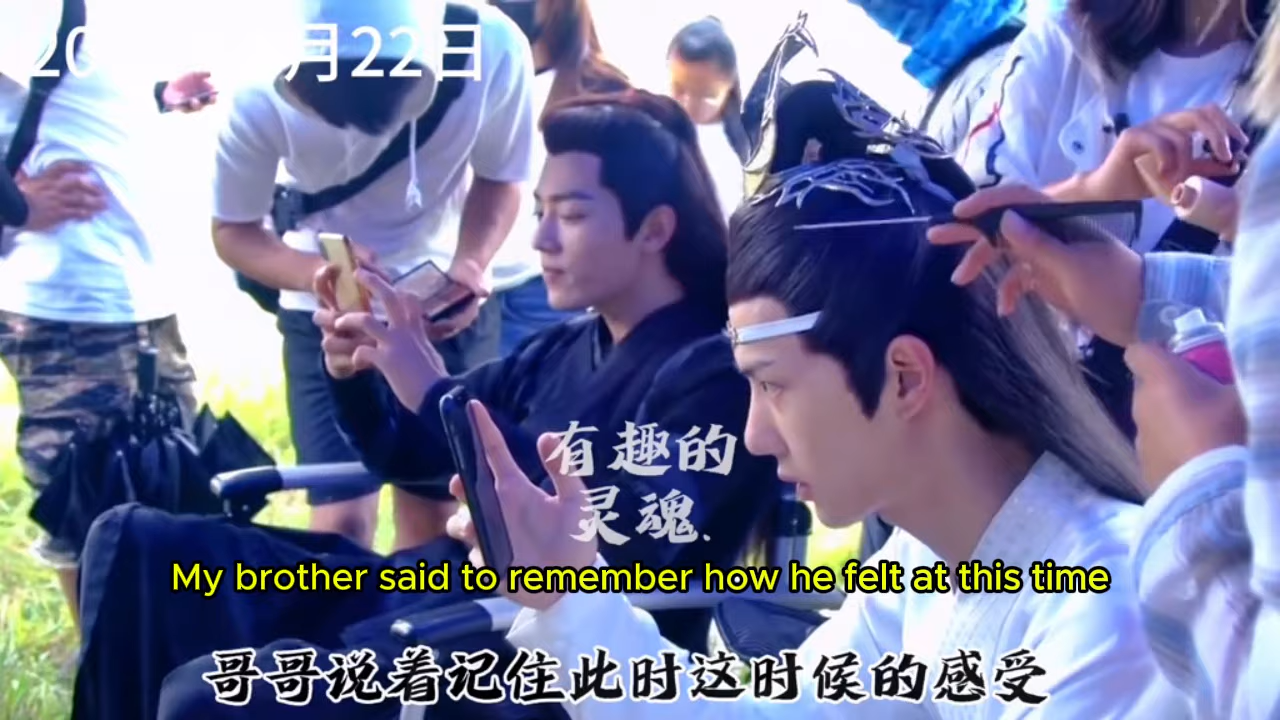 月22日
有趣的
灵魂.
My brother said to remember how he felt at this time
哥哥说着记住此时这时候的感受